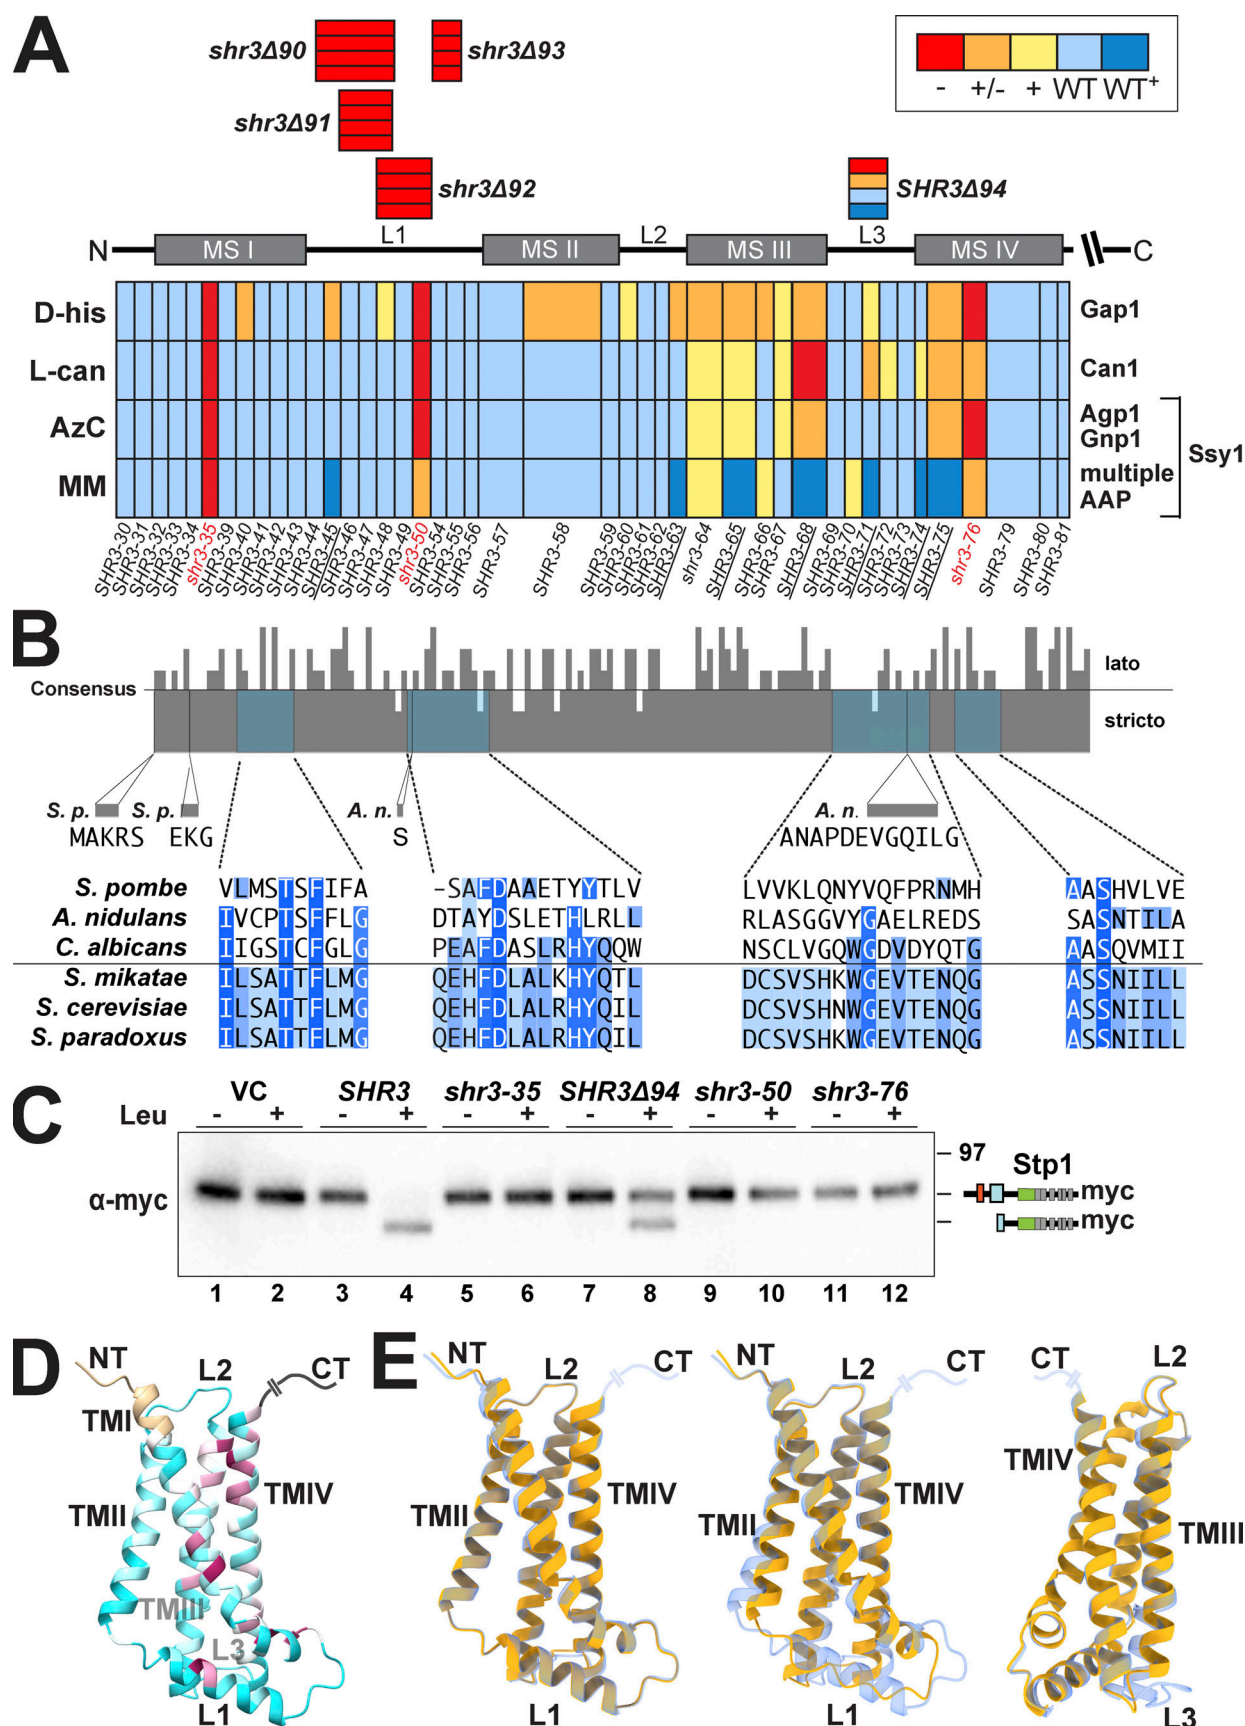 A
shr3Δ90
shr3Δ93
shr3Δ91
shr3Δ92
SHR3Δ94
- +/- + WT WT+
N MS I L1 MS II L2 MS III L3 MS IV C
D-his Gap1
L-can Can1
AzC Agp1
Gnp1
Ssy1
MM multiple
AAP
SHR3-30
SHR3-31
SHR3-32
SHR3-33
SHR3-34
shr3-35
SHR3-39
SHR3-40
SHR3-41
SHR3-42
SHR3-43
SHR3-44
SHR3-45
SHR3-46
SHR3-47
SHR3-48
SHR3-49
shr3-50
SHR3-54
SHR3-55
SHR3-56
SHR3-57
SHR3-58
SHR3-59
SHR3-60
SHR3-61
SHR3-62
SHR3-63
shr3-64
SHR3-65
SHR3-66
SHR3-67
SHR3-68
SHR3-69
SHR3-70
SHR3-71
SHR3-72
SHR3-73
SHR3-74
SHR3-75
shr3-76
SHR3-79
SHR3-80
SHR3-81
B
lato
Consensus
stricto
S. p. S. p. A. n. A. n.
MAKRS EKG S ANAPDEVGQILG
S. pombe VLMSTSFIFA -SAFDAAETYYTLV LVVKLQNYVQFPRNMH AASHVLVE
A. nidulans IVCPTSFFLG DTAYDSLETHLRLL RLASGGVYGAELREDS SASNTILA
C. albicans IIGSTCFGLG PEAFDASLRHYQQW NSCLVGQWGDVDYQTG AASQVMII
S. mikatae ILSATTFLMG QEHFDLALKHYQTL DCSVSHKWGEVTENQG ASSNIILL
S. cerevisiae ILSATTFLMG QEHFDLALRHYQIL DCSVSHKNWGEVTENQG ASSNIILL
S. paradoxus ILSATTFLMG QEHFDLALRHYQIL DCSVSHKWGEVTENQG ASSNIILL
C
VC SHR3 shr3-35 SHR3Δ94 shr3-50 shr3-76
Leu - + - + - + - + - + - +
97
Stp1
α-myc
myc
myc
1 2 3 4 5 6 7 8 9 10 11 12
D
NT L2 CT
TMI
TMII TMIV
TMIII
L3
L1
E
NT L2 CT NT L2 CT CT L2
TMII TMIV TMII TMIV TMIV TMIII
L1 L1 L3